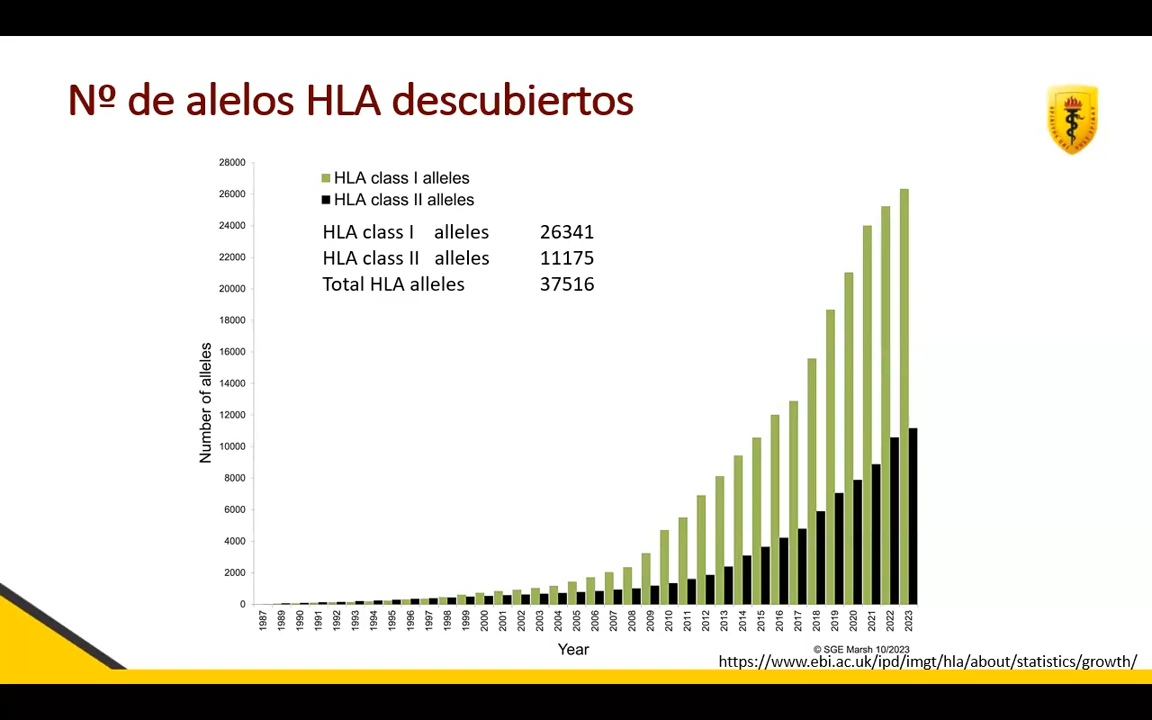 Nº de alelos HLA descubiertos
28000
HLA class I alleles
26000
HLA class II alleles
24000
HLA class I alleles 26341
22000
HLA class II alleles 11175
20000
Total HLA alleles 37516
18000
16000
14000
12000
10000
8000
6000
4000
2000
0
Number of alleles
1987 1989 1990 1991 1992 1993 1994 1995 1996 1997 1998 1999 2000 2001 2002 2003 2004 2005 2006 2007 2008 2009 2010 2011 2012 2013 2014 2015 2016 2017 2018 2019 2020 2021 2022 2023
Year
© SGE Marsh 10/2023
https://www.ebi.ac.uk/ipd/imgt/hla/about/statistics/growth/